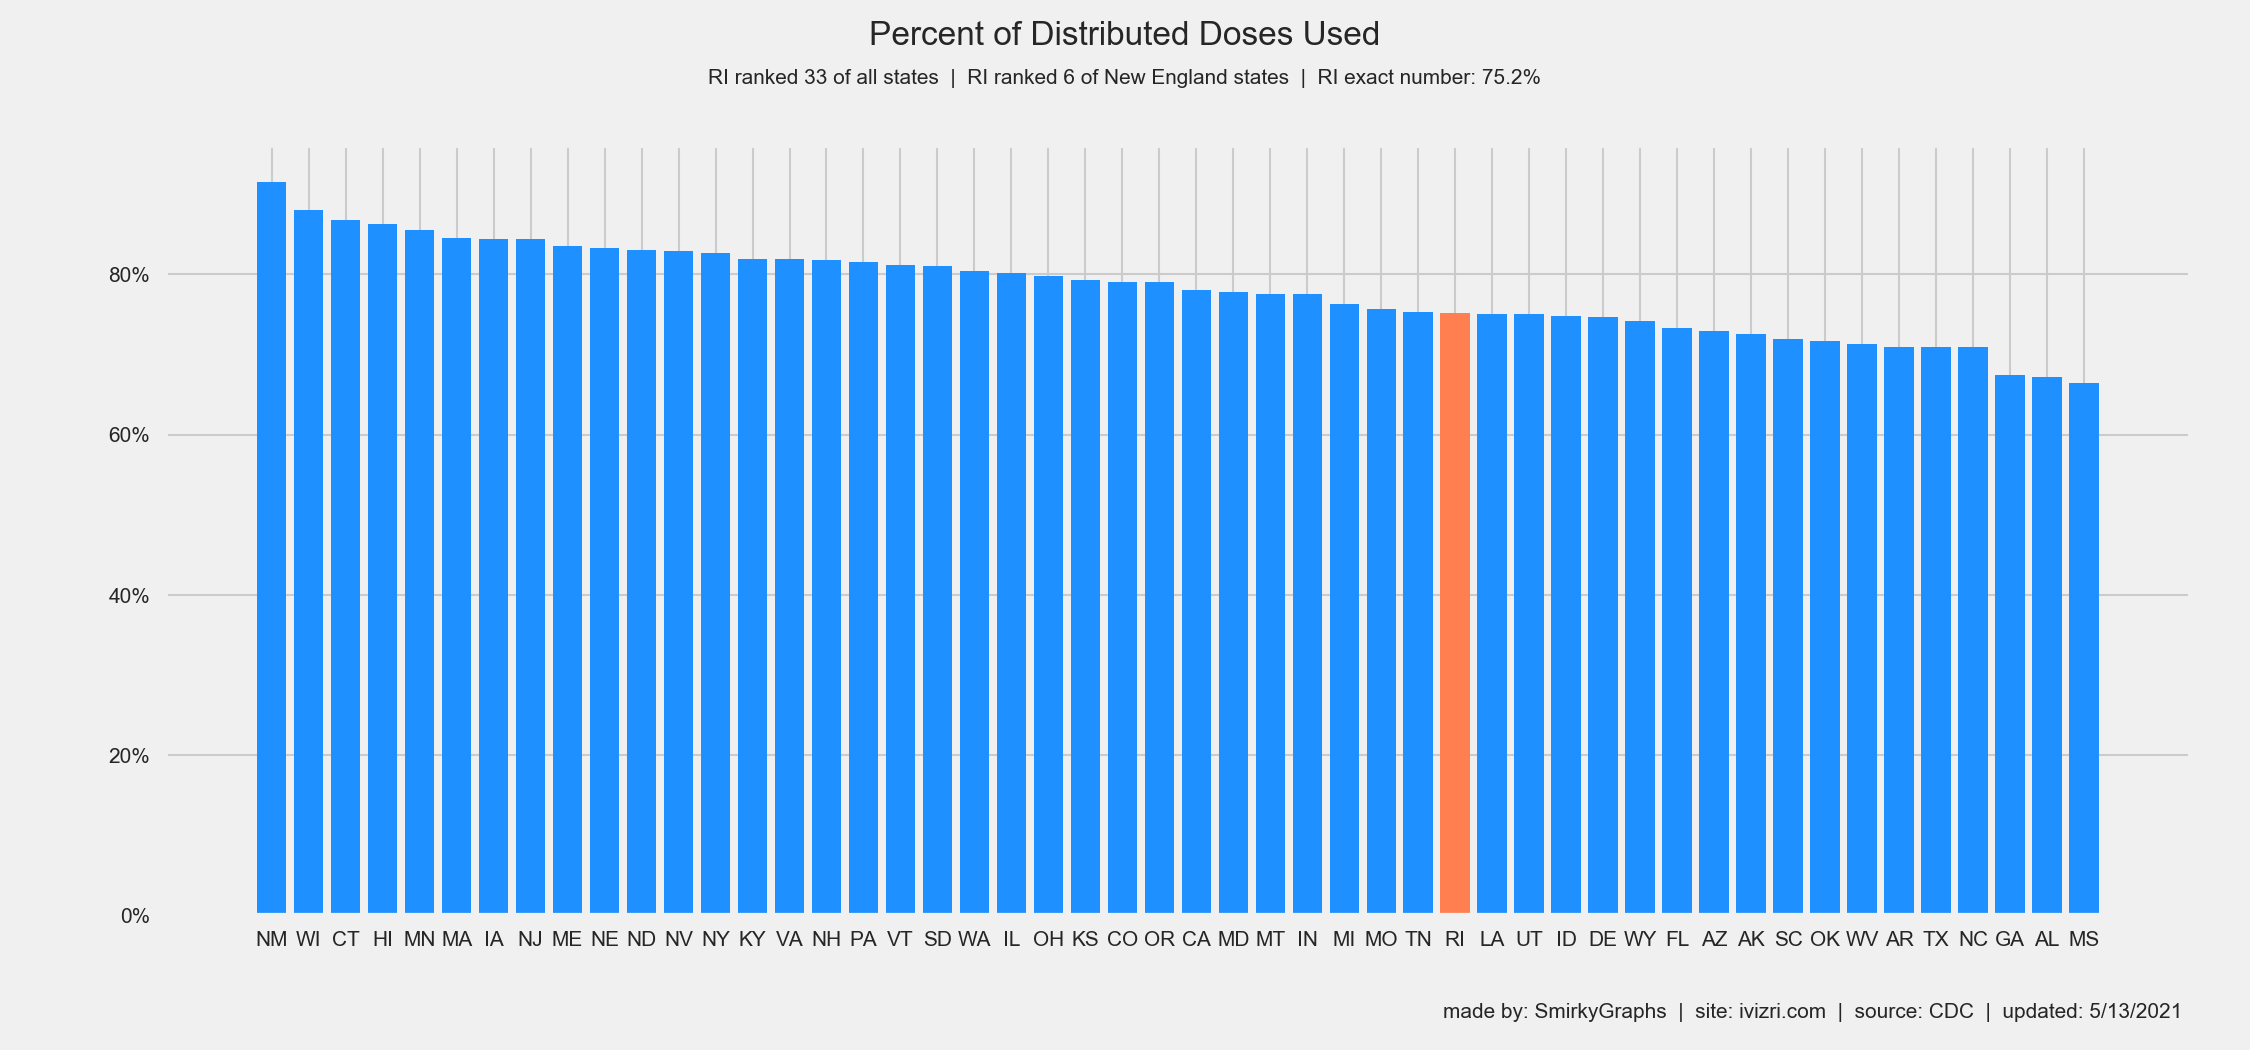 Percent of Distributed Doses Used
RI ranked 33 of all states | RI ranked 6 of New England states | RI exact number: 75.2%
80%
60%
40%
20%
0%
NM WI CT HI MN MA IA NJ ME NE ND NV NY KY VA NH PA VT SD WA IL OH KS CO OR CA MD MT IN MI MO TN RI LA UT ID DE WY FL AZ AK SC OK WV AR TX NC GA AL MS
made by: SmirkyGraphs | site: ivizri.com | source: CDC | updated: 5/13/2021